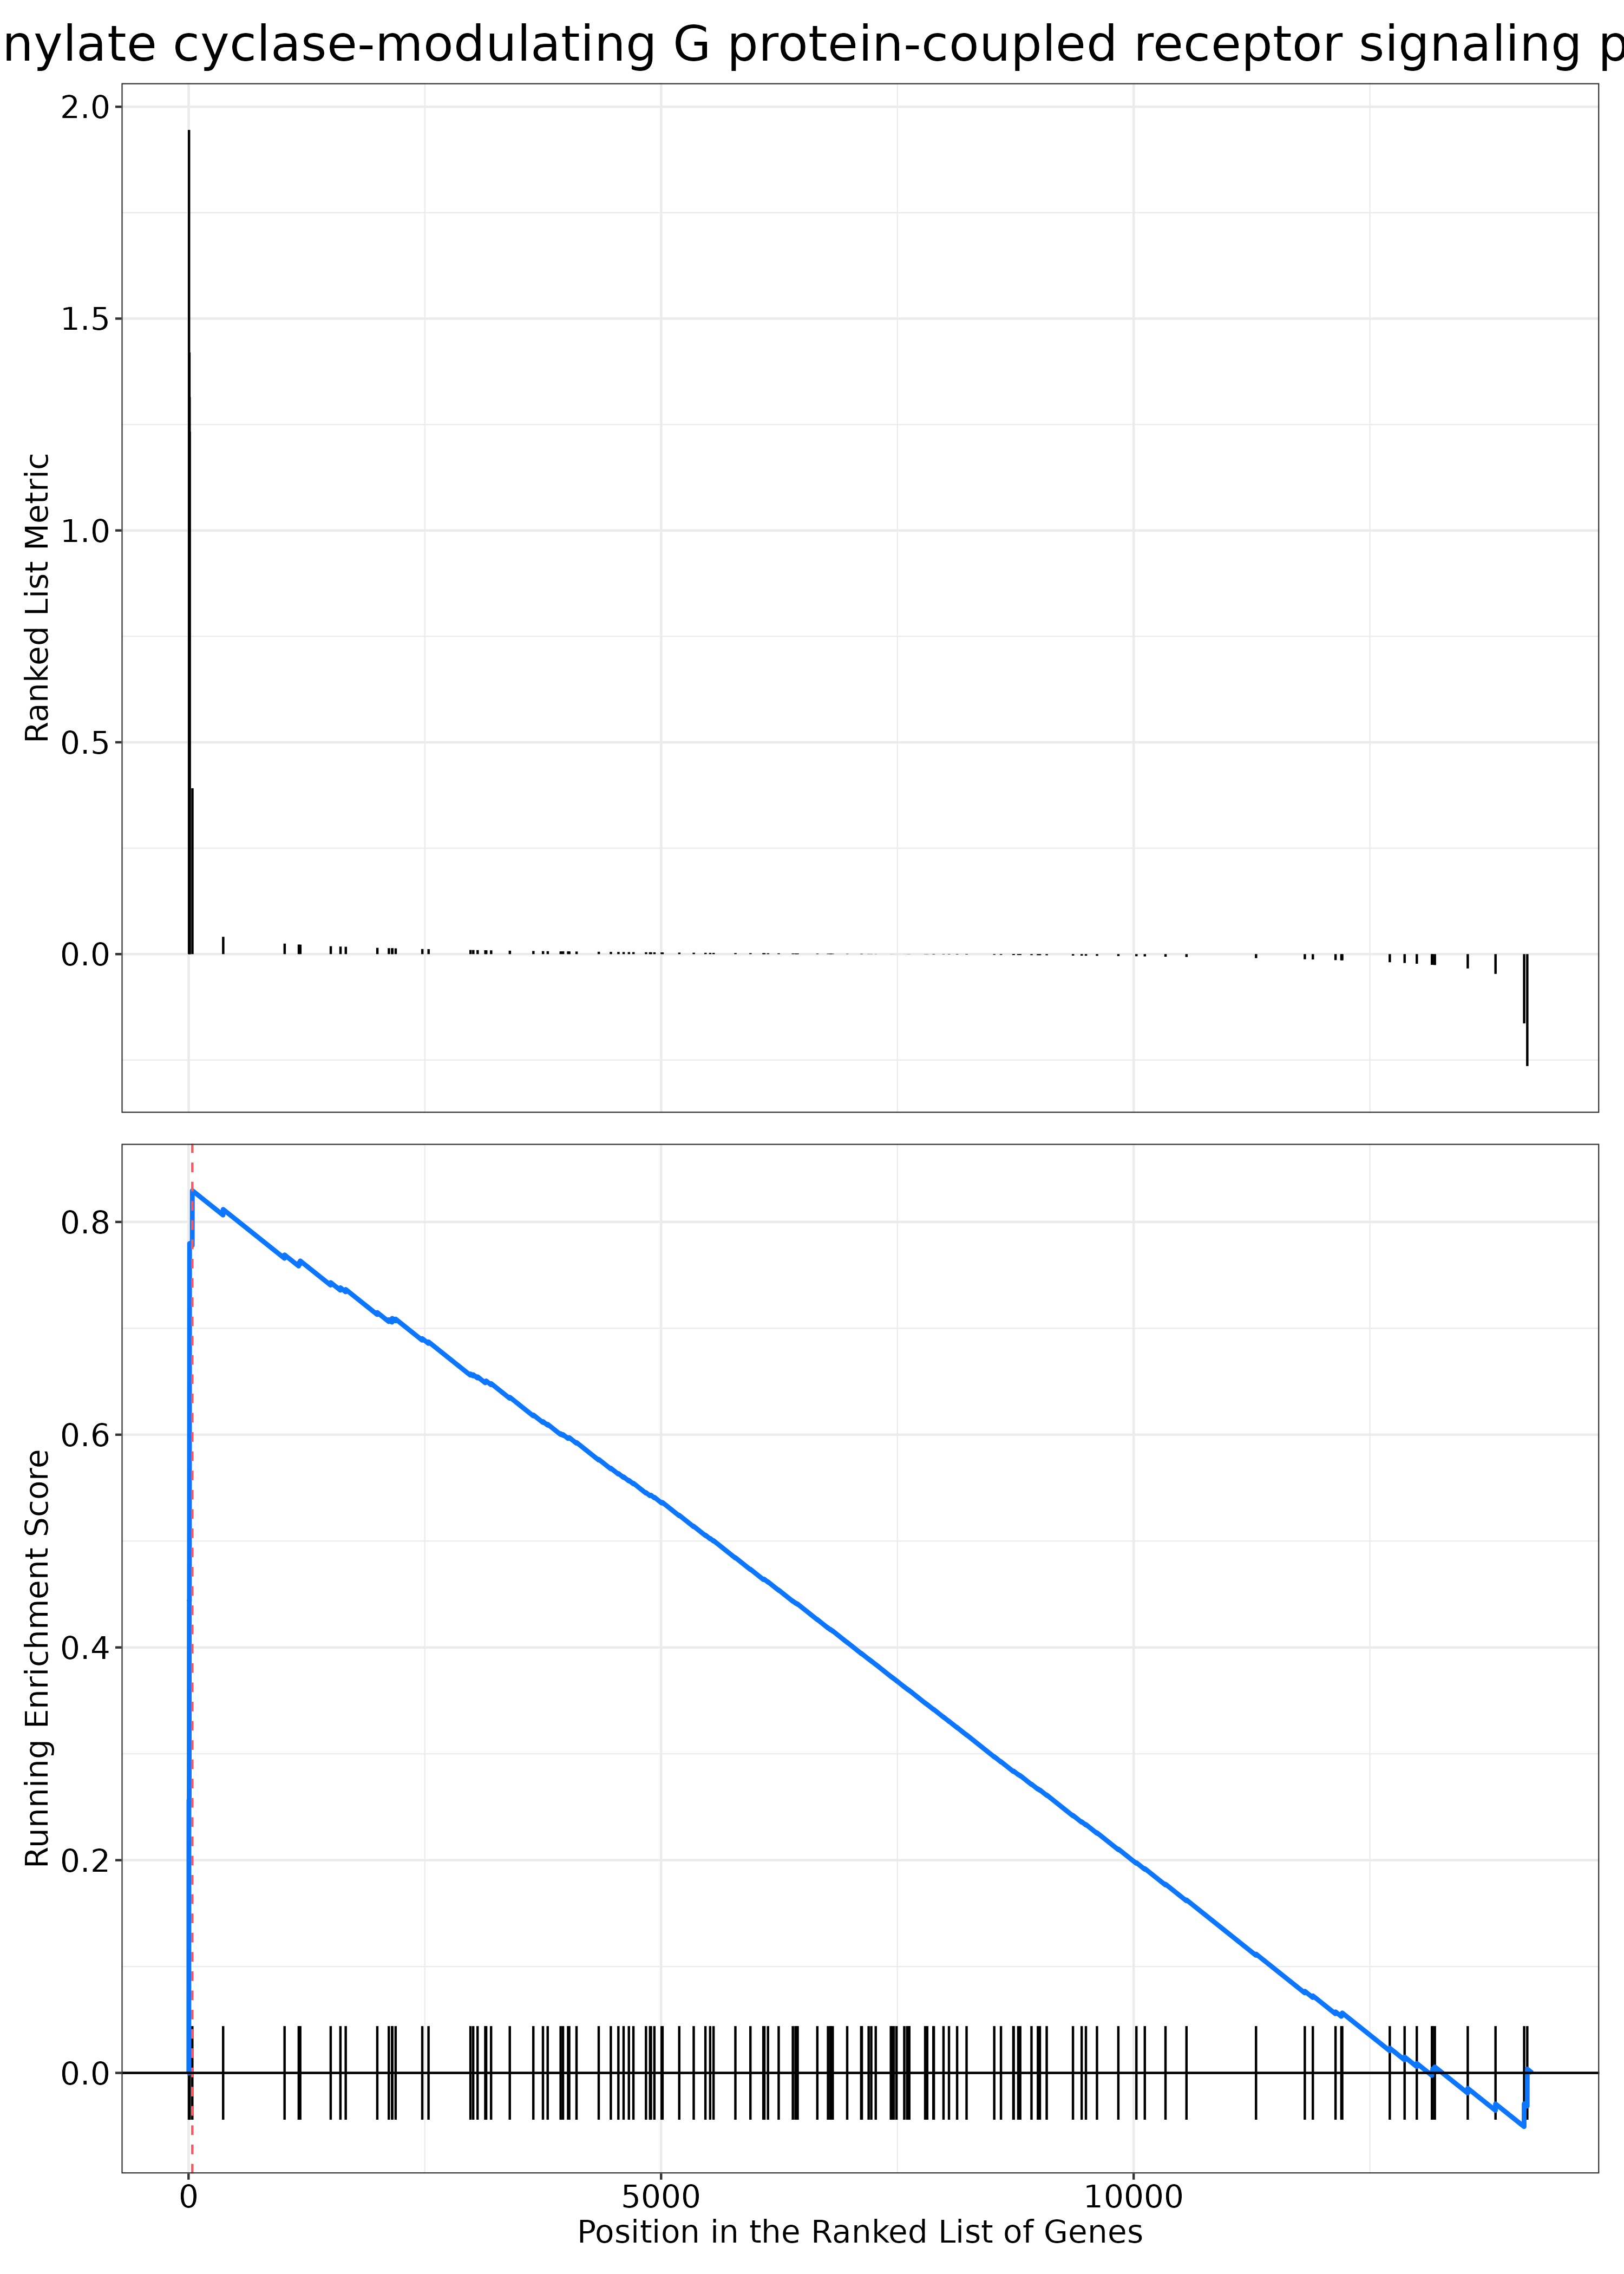 nylate cyclase-modulating G protein-coupled receptor signaling p
2.0
1.5
1.0
0.5
0.0
Ranked List Metric
0.8
0.6
0.4
0.2
0.0
Running Enrichment Score
0 5000 10000
Position in the Ranked List of Genes